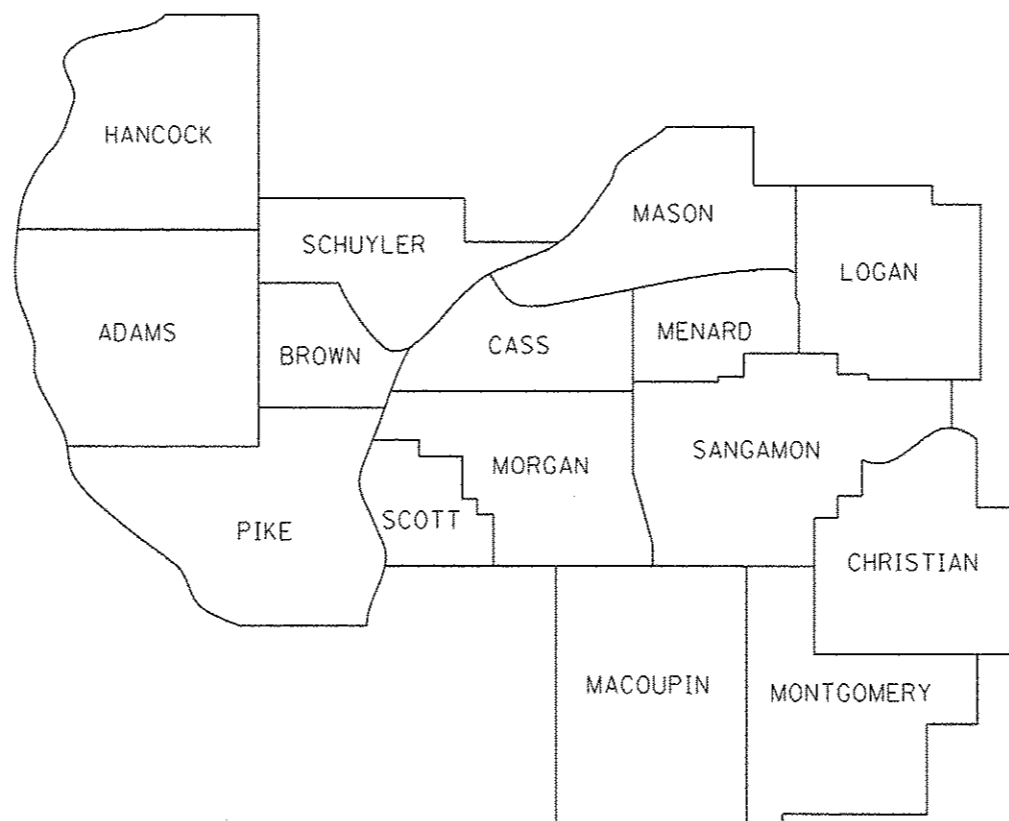 HANCOCK
MASON
SCHUYLER
LOGAN
ADAMS
MENARD
CASS
BROWN
SANGAMON
MORGAN
SCOTT
PIKE
CHRISTIAN
MACOUPIN
MONTGOMERY